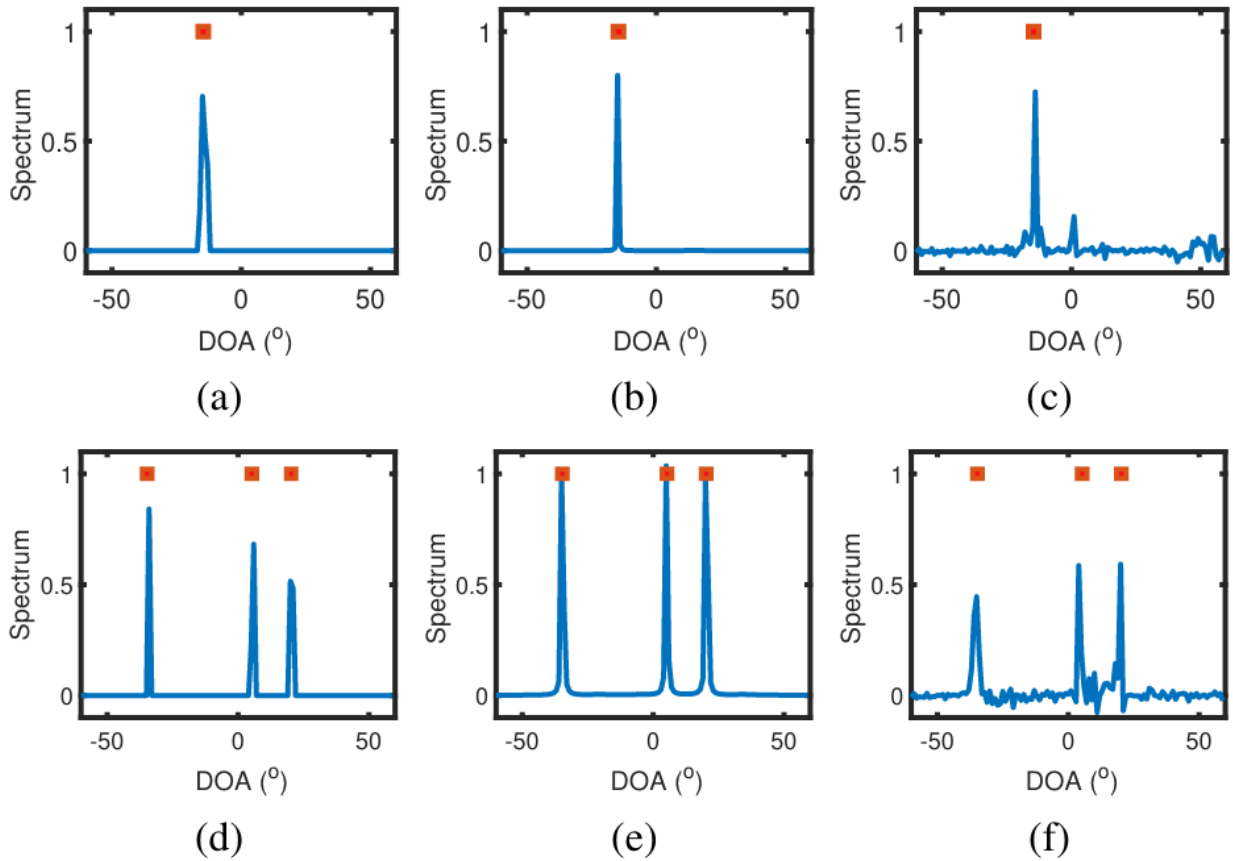 1 1 1
Spectrum Spectrum Spectrum
0.5 0.5 0.5
0 0 0
-50 0 50 -50 0 50 -50 0 50
DOA (º) DOA (º) DOA (º)
(a) (b) (c)
1 1 1
Spectrum Spectrum Spectrum
0.5 0.5 0.5
0 0 0
-50 0 50 -50 0 50 -50 0 50
DOA (º) DOA (º) DOA (º)
(d) (e) (f)